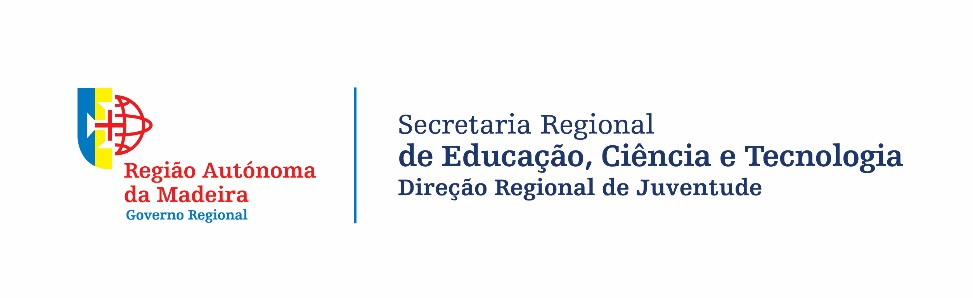 Região Autónoma
da Madeira
Governo Regional
Secretaria Regional
de Educação, Ciência e Tecnologia
Direção Regional de Juventude